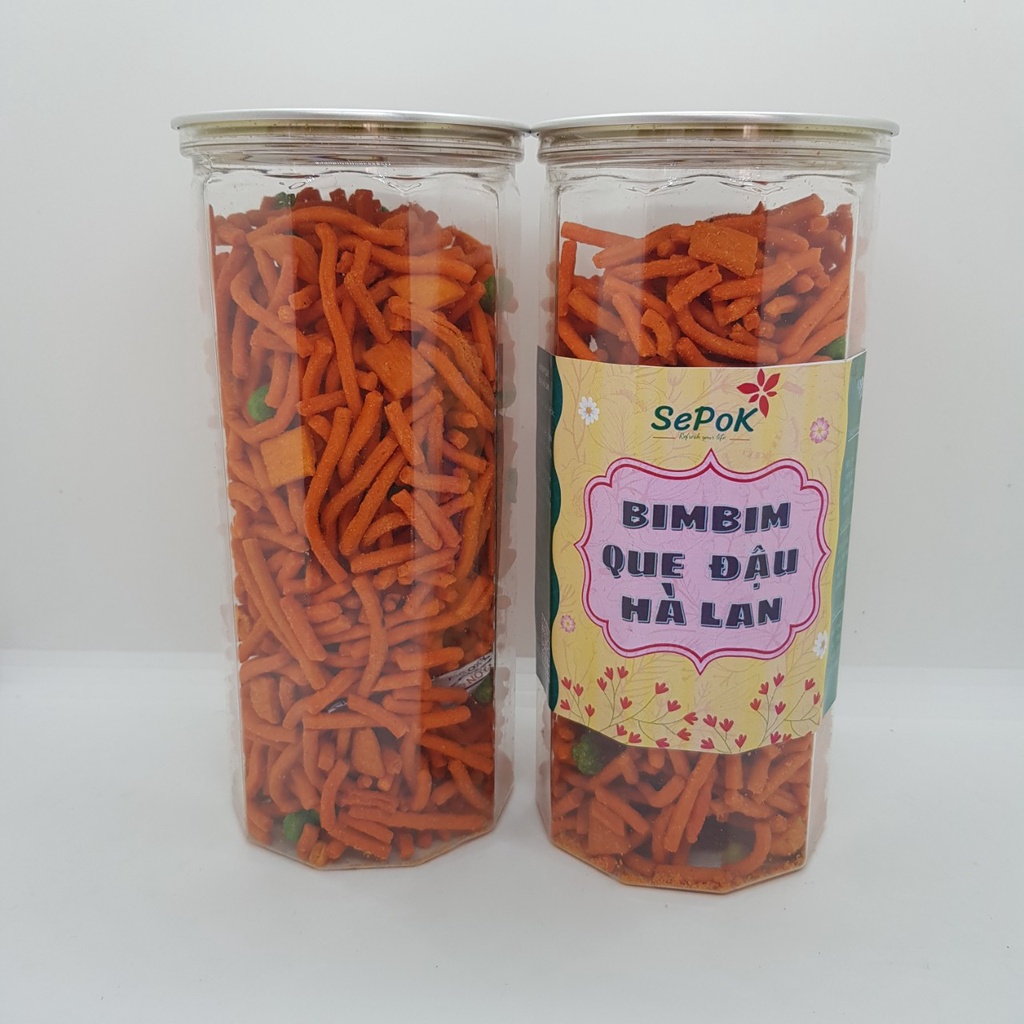 SePoK
BIMBIM
QUE ĐẬU
HÀ LAN